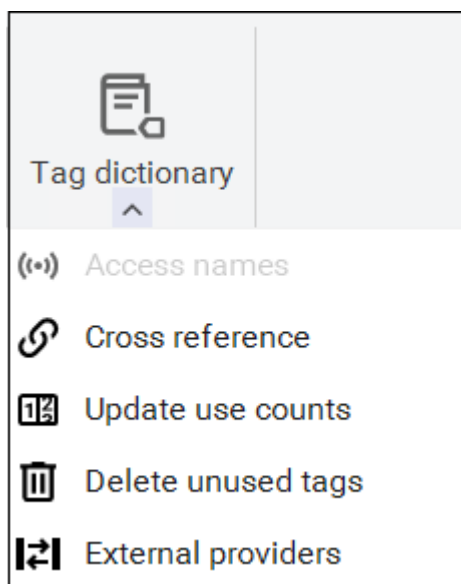 Tag dictionary
Access names
Cross reference
Update use counts
Delete unused tags
External providers